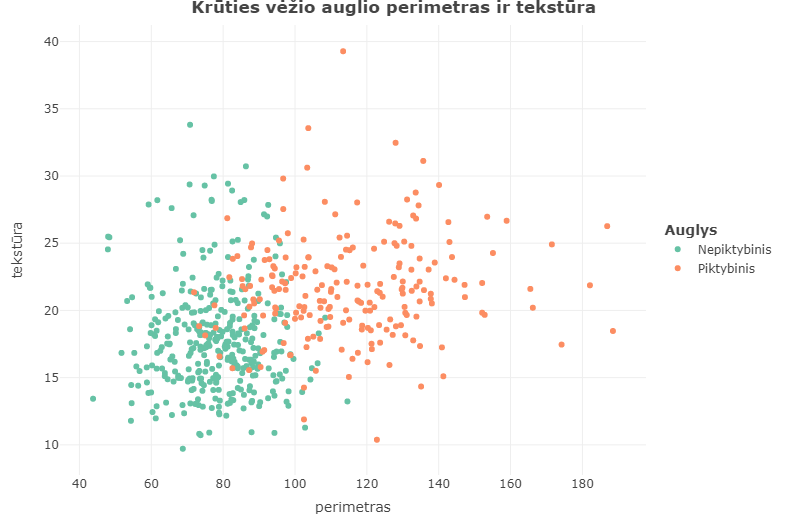 Krūties vėžio auglio perimetras ir tekstūra
40
35
30
25
20
15
10
tekstūra
40 60 80 100 120 140 160 180
perimetras
Auglys
Nepiktybinis
Piktybinis